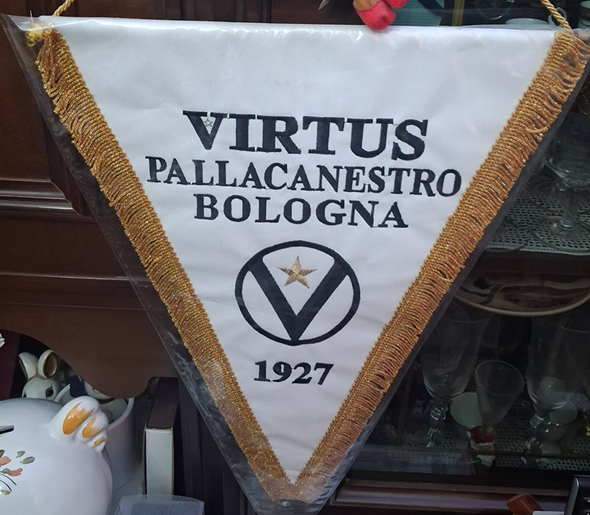 VIRTUS
PALLACANESTRO
BOLOGNA
V
1927